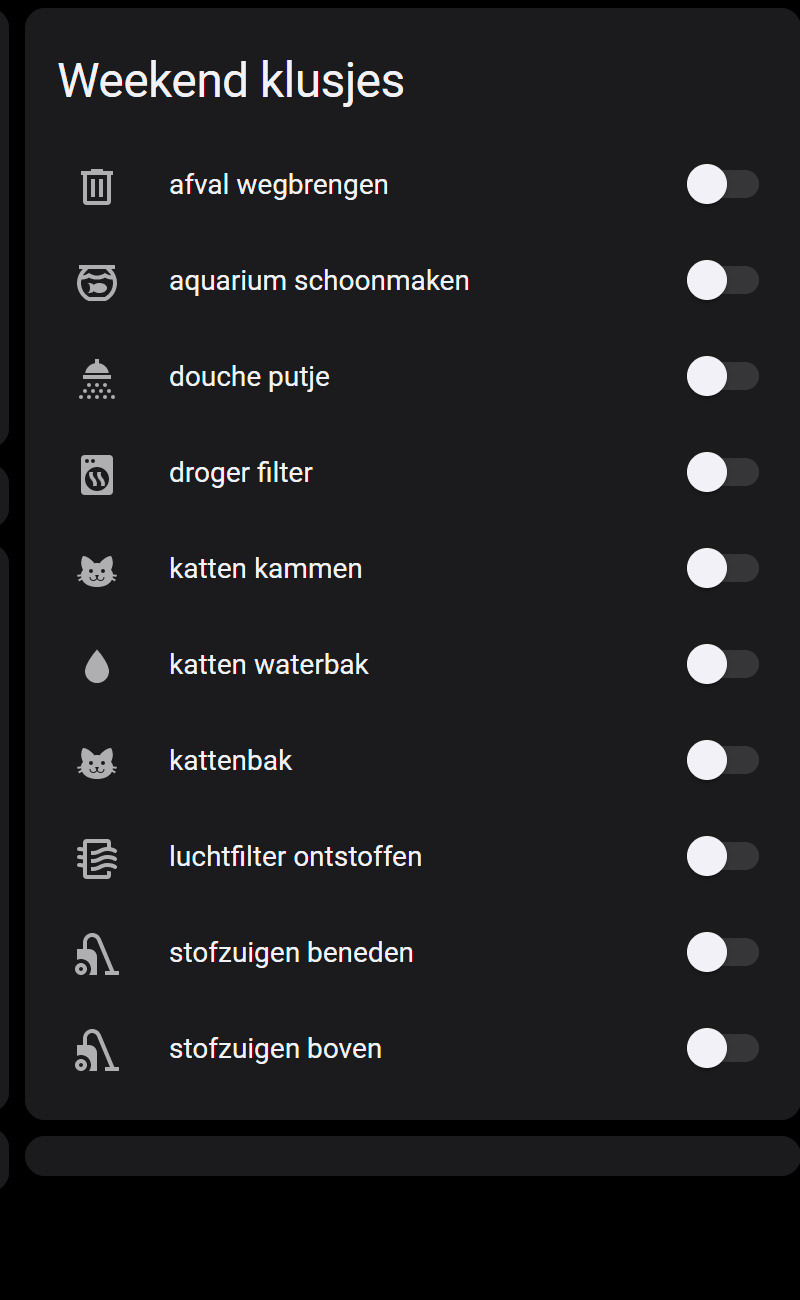 Weekend klusjes
afval wegbrengen
aquarium schoonmaken
douche putje
droger filter
katten kammen
katten waterbak
kattenbak
luchtfilter ontstoffen
stofzuigen beneden
stofzuigen boven